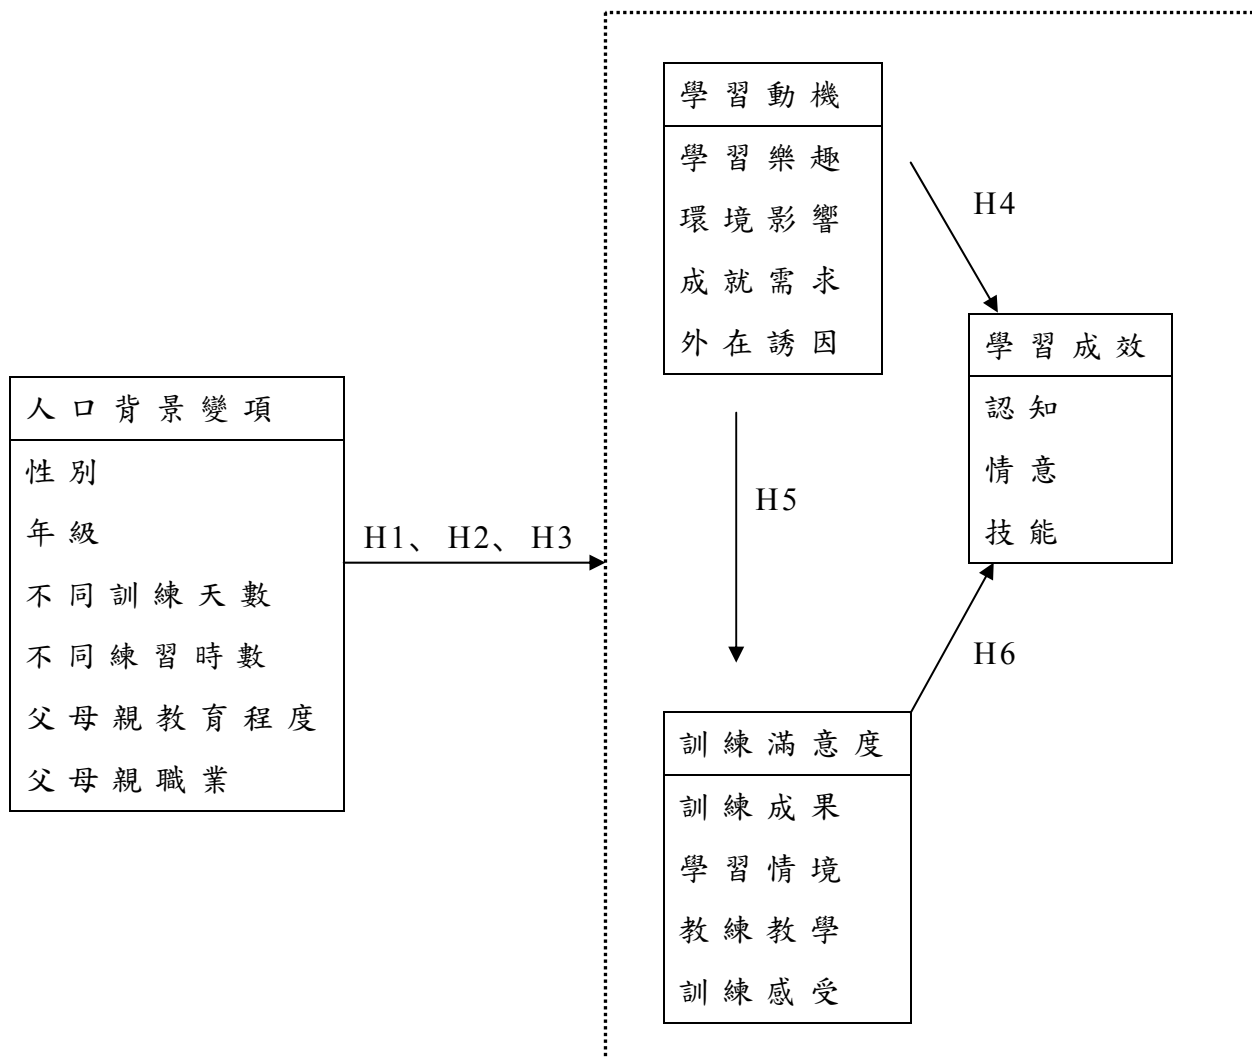 人口背景變項
性別
年級
不同訓練天數
不同練習時數
父母親教育程度
父母親職業
H1、H2、H3
學習動機
學習樂趣
環境影響
成就需求
外在誘因
H4
H5
學習成效
認知
情意
技能
H6
訓練滿意度
訓練成果
學習情境
教練教學
訓練感受